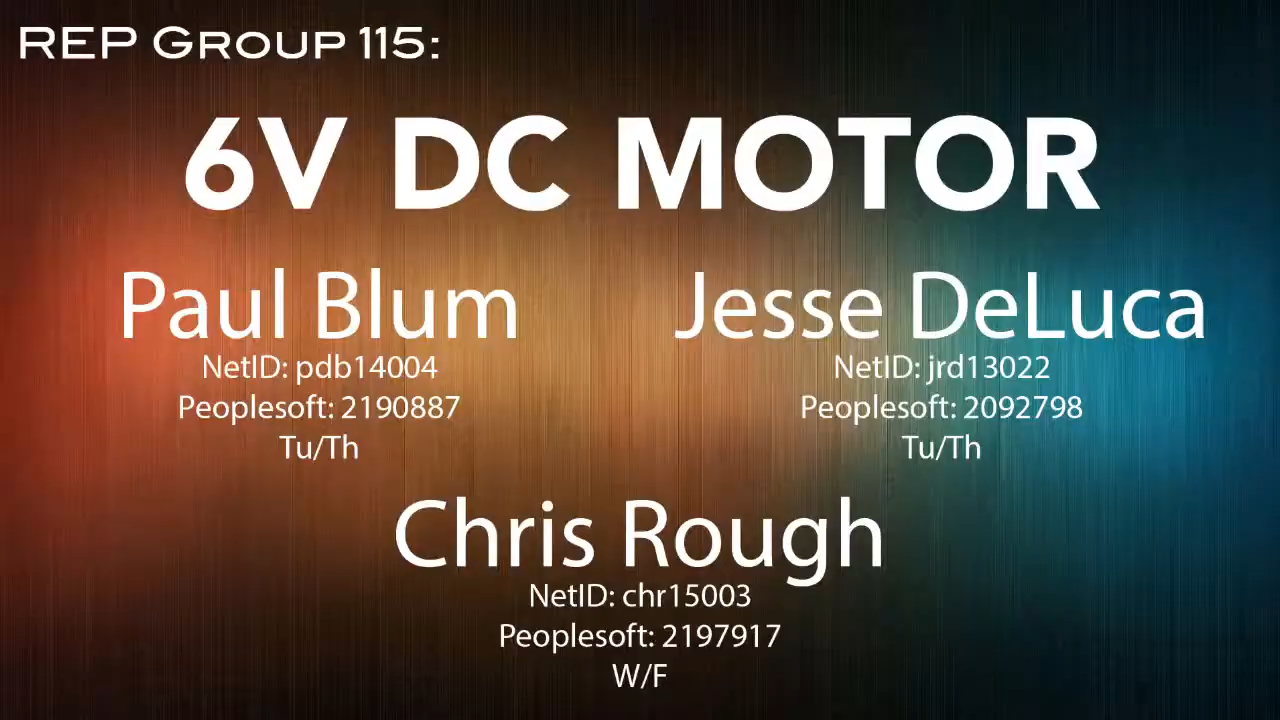 REP Group 115:
6V DC MOTOR
Paul Blum
NetID: pdb14004
Peoplesoft: 2190887
Tu/Th
Jesse DeLuca
NetID: jrd13022
Peoplesoft: 2092798
Tu/Th
Chris Rough
NetID: chr15003
Peoplesoft: 2197917
W/F